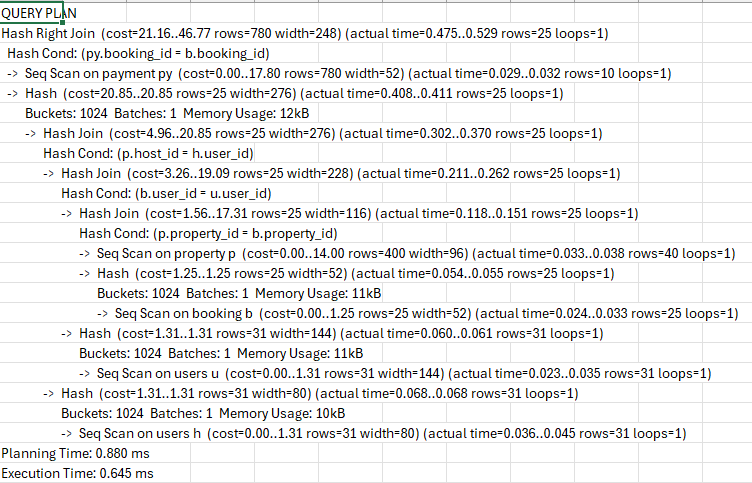 QUERY PLAN
Hash Right Join (cost=21.16..46.77 rows=780 width=248) (actual time=0.475..0.529 rows=25 loops=1)
Hash Cond: (py.booking_id = b.booking_id)
-> Seq Scan on payment py (cost=0.00..17.80 rows=780 width=52) (actual time=0.029..0.032 rows=10 loops=1)
-> Hash (cost=20.85..20.85 rows=25 width=276) (actual time=0.408..0.411 rows=25 loops=1)
Buckets: 1024 Batches: 1 Memory Usage: 12kB
-> Hash Join (cost=4.96..20.85 rows=25 width=276) (actual time=0.302..0.370 rows=25 loops=1)
Hash Cond: (p.host_id = h.user_id)
-> Hash Join (cost=3.26..19.09 rows=25 width=228) (actual time=0.211..0.262 rows=25 loops=1)
Hash Cond: (b.user_id = u.user_id)
-> Hash Join (cost=1.56..17.31 rows=25 width=116) (actual time=0.118..0.151 rows=25 loops=1)
Hash Cond: (p.property_id = b.property_id)
-> Seq Scan on property p (cost=0.00..14.00 rows=400 width=96) (actual time=0.033..0.038 rows=40 loops=1)
-> Hash (cost=1.25..1.25 rows=25 width=52) (actual time=0.054..0.055 rows=25 loops=1)
Buckets: 1024 Batches: 1 Memory Usage: 11kB
-> Seq Scan on booking b (cost=0.00..1.25 rows=25 width=52) (actual time=0.024..0.033 rows=25 loops=1)
-> Hash (cost=1.31..1.31 rows=31 width=144) (actual time=0.060..0.061 rows=31 loops=1)
Buckets: 1024 Batches: 1 Memory Usage: 11kB
-> Seq Scan on users u (cost=0.00..1.31 rows=31 width=144) (actual time=0.023..0.035 rows=31 loops=1)
-> Hash (cost=1.31..1.31 rows=31 width=80) (actual time=0.068..0.068 rows=31 loops=1)
Buckets: 1024 Batches: 1 Memory Usage: 10kB
-> Seq Scan on users h (cost=0.00..1.31 rows=31 width=80) (actual time=0.036..0.045 rows=31 loops=1)
Planning Time: 0.880 ms
Execution Time: 0.645 ms